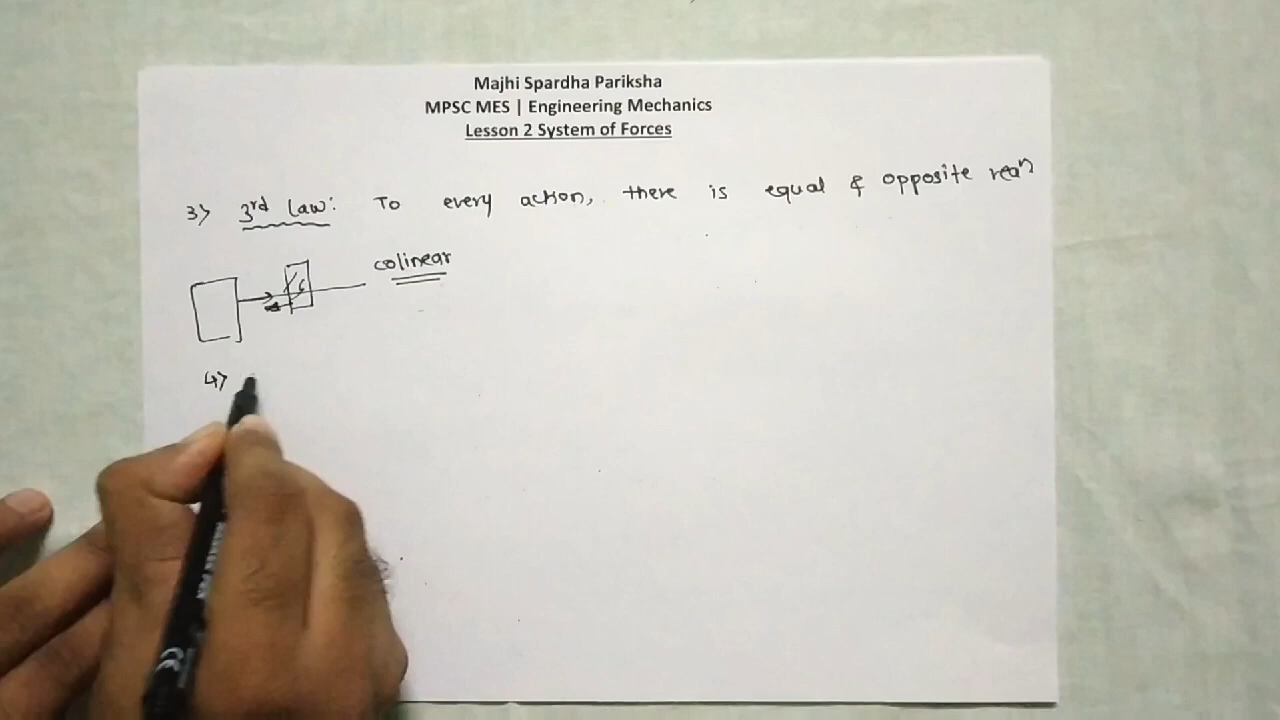 Majhi Spardha Pariksha
MPSC MES | Engineering Mechanics
Lesson 2 System of Forces
3) 3rd Law: To every action, there is equal & opposite reaⁿ
colinear
4)